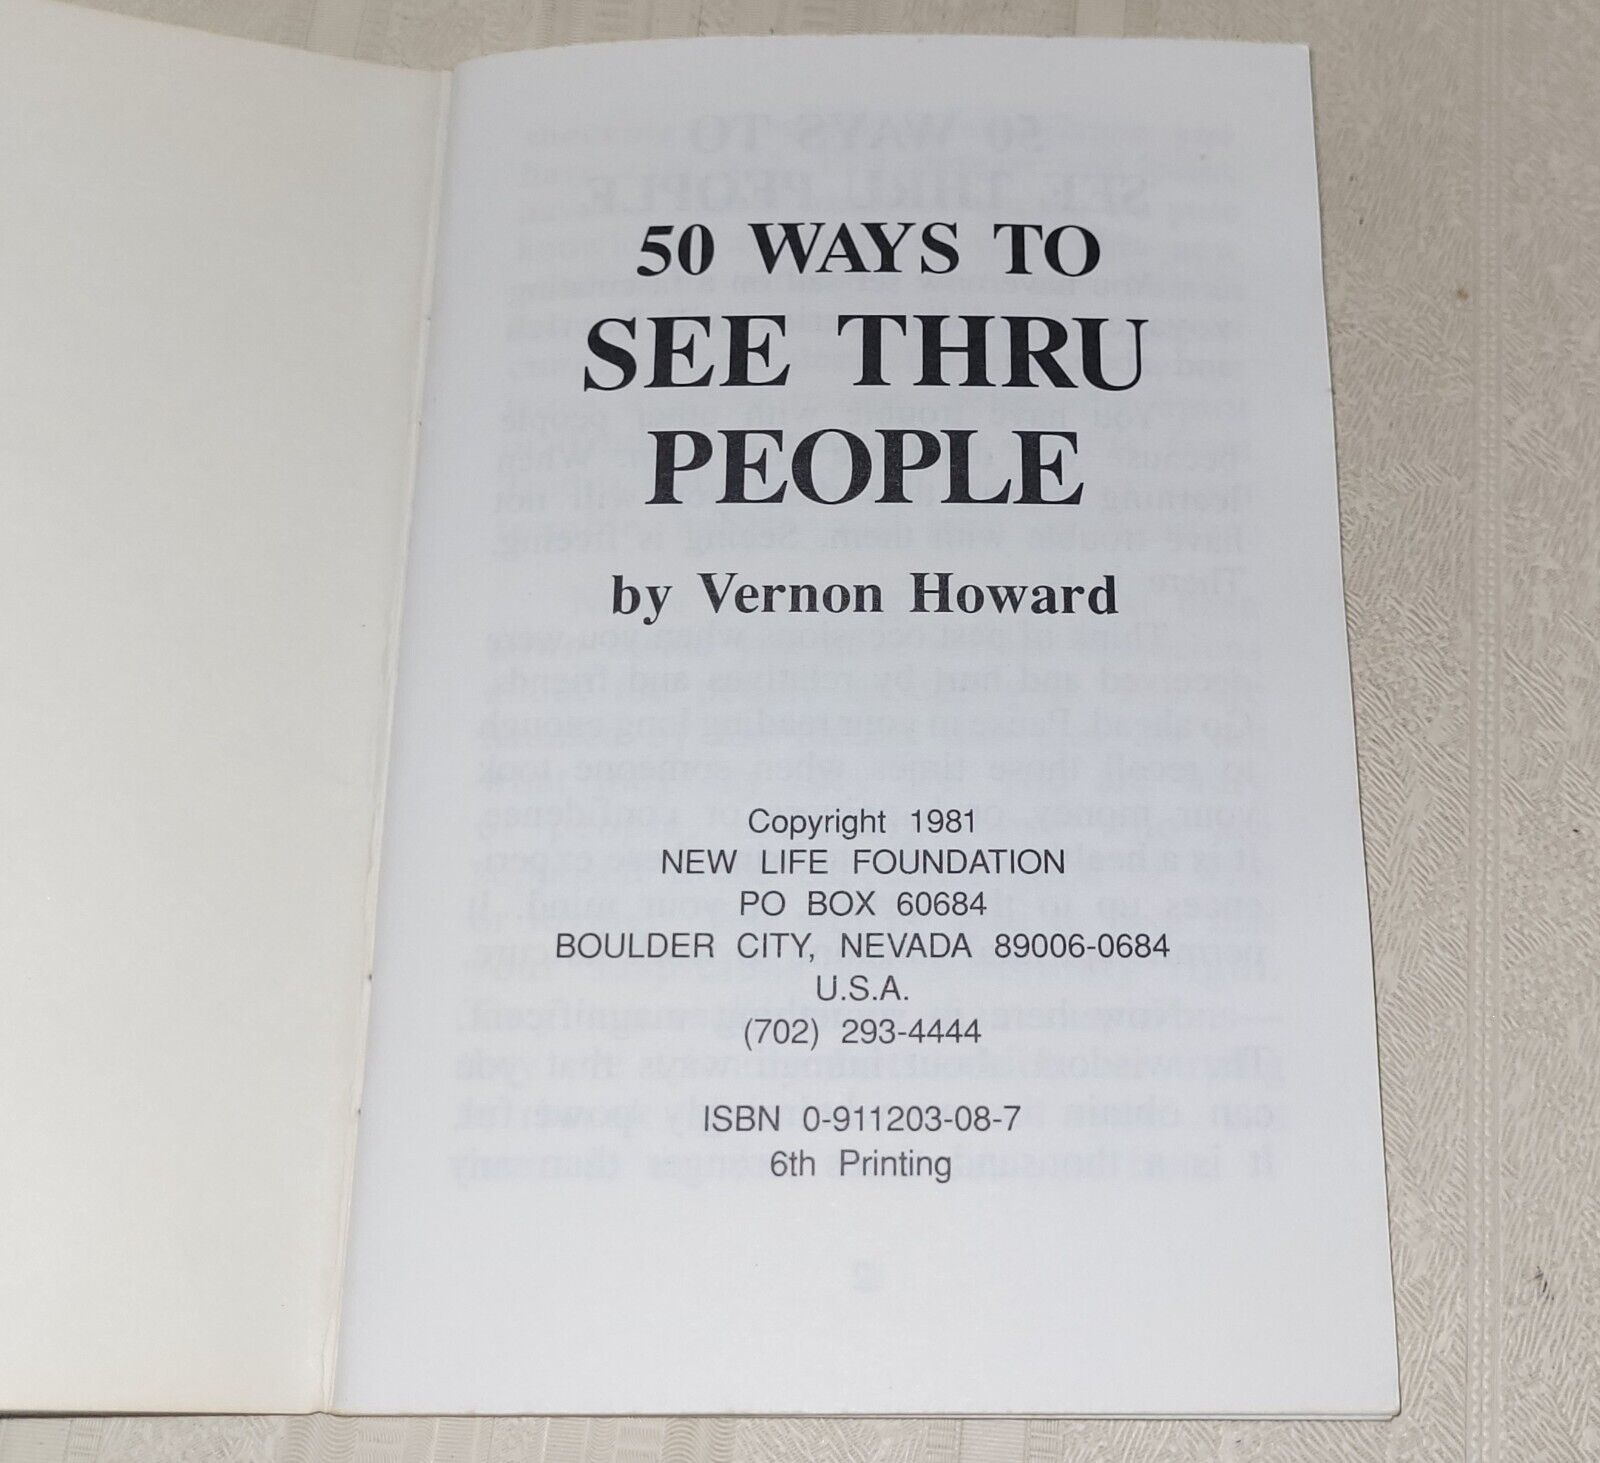 50 WAYS TO
SEE THRU
PEOPLE
by Vernon Howard
Copyright 1981
NEW LIFE FOUNDATION
PO BOX 60684
BOULDER CITY, NEVADA 89006-0684
U.S.A.
(702) 293-4444
ISBN 0-911203-08-7
6th Printing